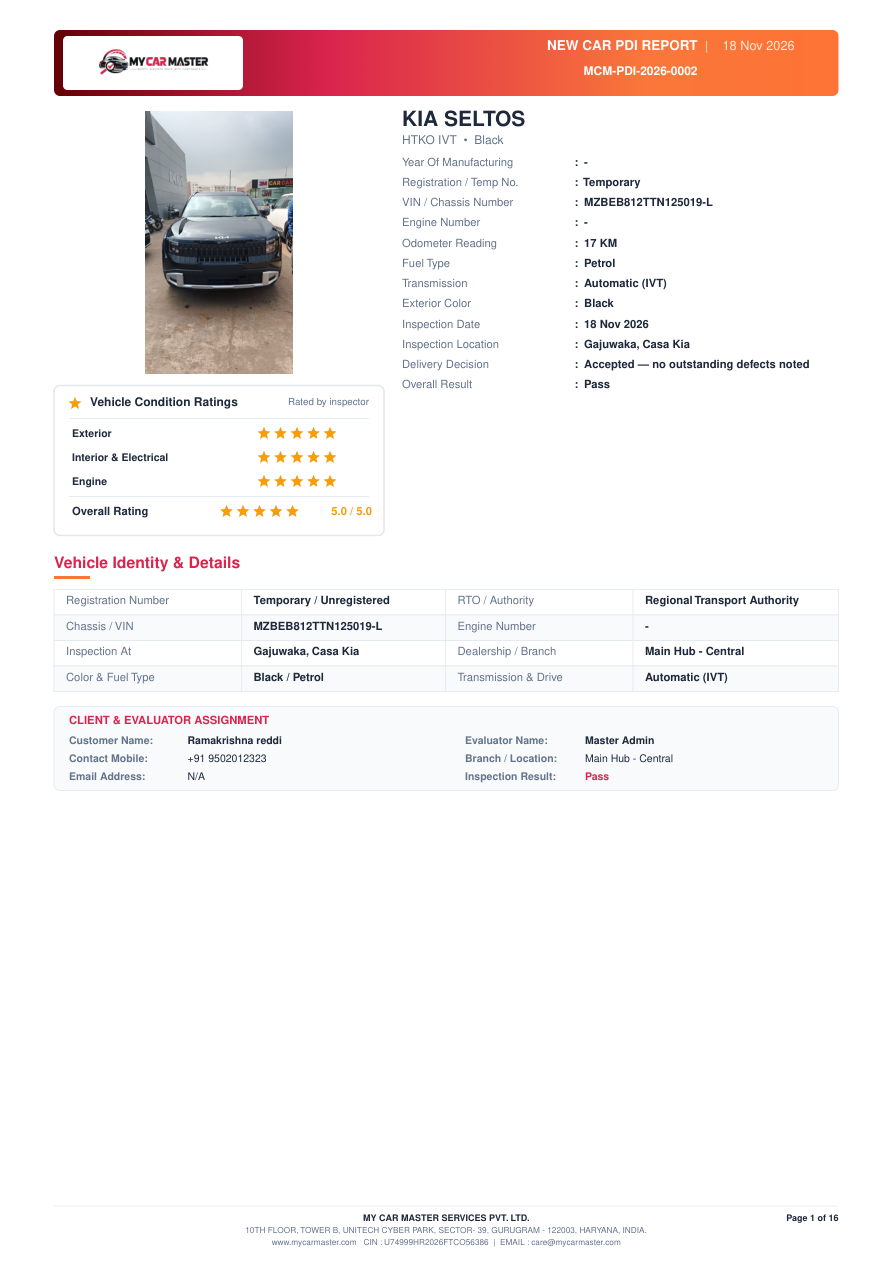 MY CAR MASTER
NEW CAR PDI REPORT | 18 Nov 2026
MCM-PDI-2026-0002
KIA SELTOS
HTKO IVT • Black
Year Of Manufacturing : -
Registration / Temp No. : Temporary
VIN / Chassis Number : MZBEB812TTN125019-L
Engine Number : -
Odometer Reading : 17 KM
Fuel Type : Petrol
Transmission : Automatic (IVT)
Exterior Color : Black
Inspection Date : 18 Nov 2026
Inspection Location : Gajuwaka, Casa Kia
Delivery Decision : Accepted — no outstanding defects noted
Overall Result : Pass
Vehicle Condition Ratings Rated by inspector
Exterior
Interior & Electrical
Engine
Overall Rating 5.0 / 5.0
Vehicle Identity & Details
Registration Number Temporary / Unregistered RTO / Authority Regional Transport Authority
Chassis / VIN MZBEB812TTN125019-L Engine Number -
Inspection At Gajuwaka, Casa Kia Dealership / Branch Main Hub - Central
Color & Fuel Type Black / Petrol Transmission & Drive Automatic (IVT)
CLIENT & EVALUATOR ASSIGNMENT
Customer Name: Ramakrishna reddi Evaluator Name: Master Admin
Contact Mobile: +91 9502012323 Branch / Location: Main Hub - Central
Email Address: N/A Inspection Result: Pass
MY CAR MASTER SERVICES PVT. LTD. Page 1 of 16
10TH FLOOR, TOWER B, UNITECH CYBER PARK, SECTOR- 39, GURUGRAM - 122003, HARYANA, INDIA.
www.mycarmaster.com CIN : U74999HR2026FTCO56386 | EMAIL : care@mycarmaster.com